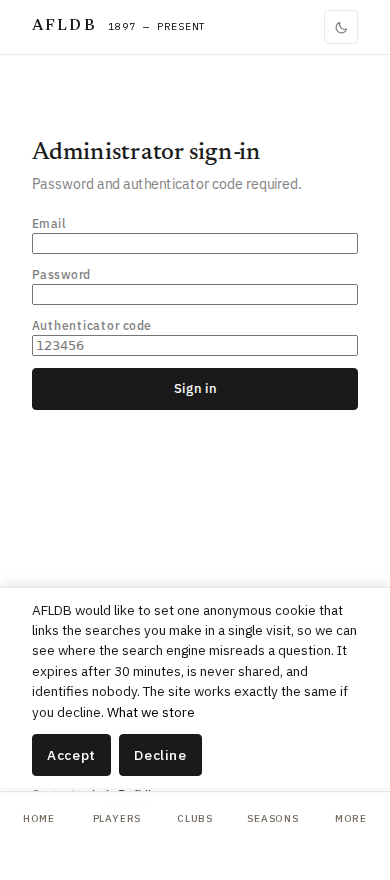 AFLDB 1897 — PRESENT
Administrator sign-in
Password and authenticator code required.
Email
Password
Authenticator code
123456
Sign in
AFLDB would like to set one anonymous cookie that
links the searches you make in a single visit, so we can
see where the search engine misreads a question. It
expires after 30 minutes, is never shared, and
identifies nobody. The site works exactly the same if
you decline. What we store
Accept Decline
HOME PLAYERS CLUBS SEASONS MORE